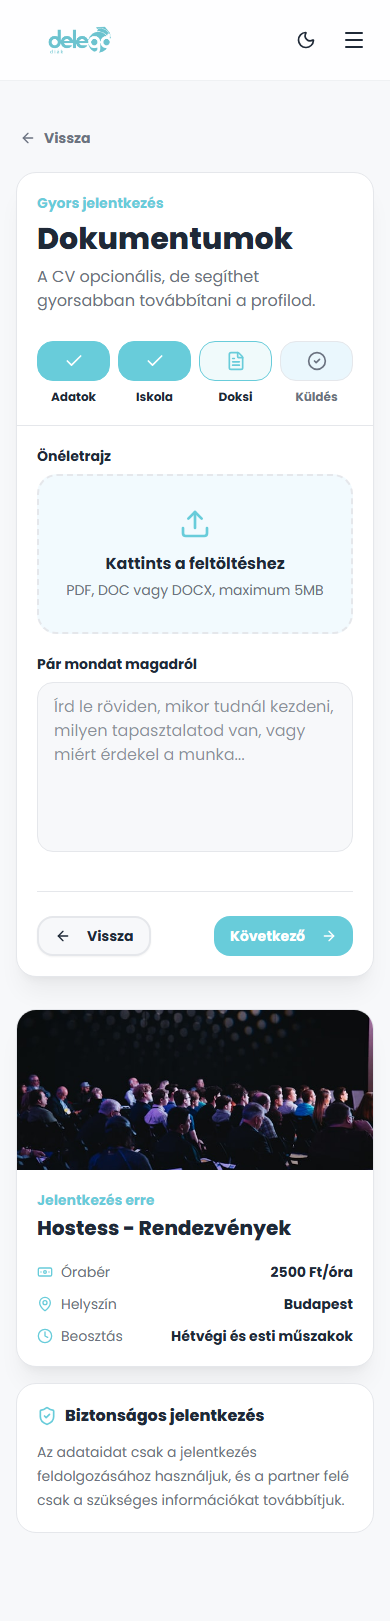 delego
diák
Vissza
Gyors jelentkezés
Dokumentumok
A CV opcionális, de segíthet
gyorsabban továbbítani a profilod.
Adatok Iskola Doksi Küldés
Önéletrajz
Kattints a feltöltéshez
PDF, DOC vagy DOCX, maximum 5MB
Pár mondat magadról
Írd le röviden, mikor tudnál kezdeni,
milyen tapasztalatod van, vagy
miért érdekel a munka...
Vissza Következő
Jelentkezés erre
Hostess - Rendezvények
Órabér 2500 Ft/óra
Helyszín Budapest
Beosztás Hétvégi és esti műszakok
Biztonságos jelentkezés
Az adataidat csak a jelentkezés
feldolgozásához használjuk, és a partner felé
csak a szükséges információkat továbbítjuk.